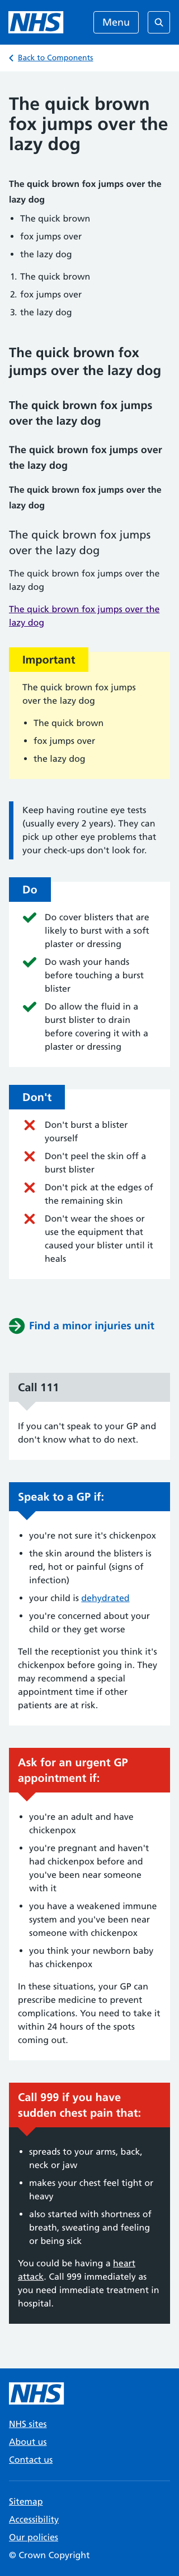 NHS
Menu
Back to Components
The quick brown
fox jumps over the
lazy dog
The quick brown fox jumps over the
lazy dog
The quick brown
fox jumps over
the lazy dog
1. The quick brown
2. fox jumps over
3. the lazy dog
The quick brown fox
jumps over the lazy dog
The quick brown fox jumps
over the lazy dog
The quick brown fox jumps over
the lazy dog
The quick brown fox jumps over the
lazy dog
The quick brown fox jumps
over the lazy dog
The quick brown fox jumps over the
lazy dog
The quick brown fox jumps over the
lazy dog
Important
The quick brown fox jumps
over the lazy dog
The quick brown
fox jumps over
the lazy dog
Keep having routine eye tests
(usually every 2 years). They can
pick up other eye problems that
your check-ups don't look for.
Do
Do cover blisters that are
likely to burst with a soft
plaster or dressing
Do wash your hands
before touching a burst
blister
Do allow the fluid in a
burst blister to drain
before covering it with a
plaster or dressing
Don't
Don't burst a blister
yourself
Don't peel the skin off a
burst blister
Don't pick at the edges of
the remaining skin
Don't wear the shoes or
use the equipment that
caused your blister until it
heals
Find a minor injuries unit
Call 111
If you can't speak to your GP and
don't know what to do next.
Speak to a GP if:
you're not sure it's chickenpox
the skin around the blisters is
red, hot or painful (signs of
infection)
your child is dehydrated
you're concerned about your
child or they get worse
Tell the receptionist you think it's
chickenpox before going in. They
may recommend a special
appointment time if other
patients are at risk.
Ask for an urgent GP
appointment if:
you're an adult and have
chickenpox
you're pregnant and haven't
had chickenpox before and
you've been near someone
with it
you have a weakened immune
system and you've been near
someone with chickenpox
you think your newborn baby
has chickenpox
In these situations, your GP can
prescribe medicine to prevent
complications. You need to take it
within 24 hours of the spots
coming out.
Call 999 if you have
sudden chest pain that:
spreads to your arms, back,
neck or jaw
makes your chest feel tight or
heavy
also started with shortness of
breath, sweating and feeling
or being sick
You could be having a heart
attack. Call 999 immediately as
you need immediate treatment in
hospital.
NHS
NHS sites
About us
Contact us
Sitemap
Accessibility
Our policies
© Crown Copyright